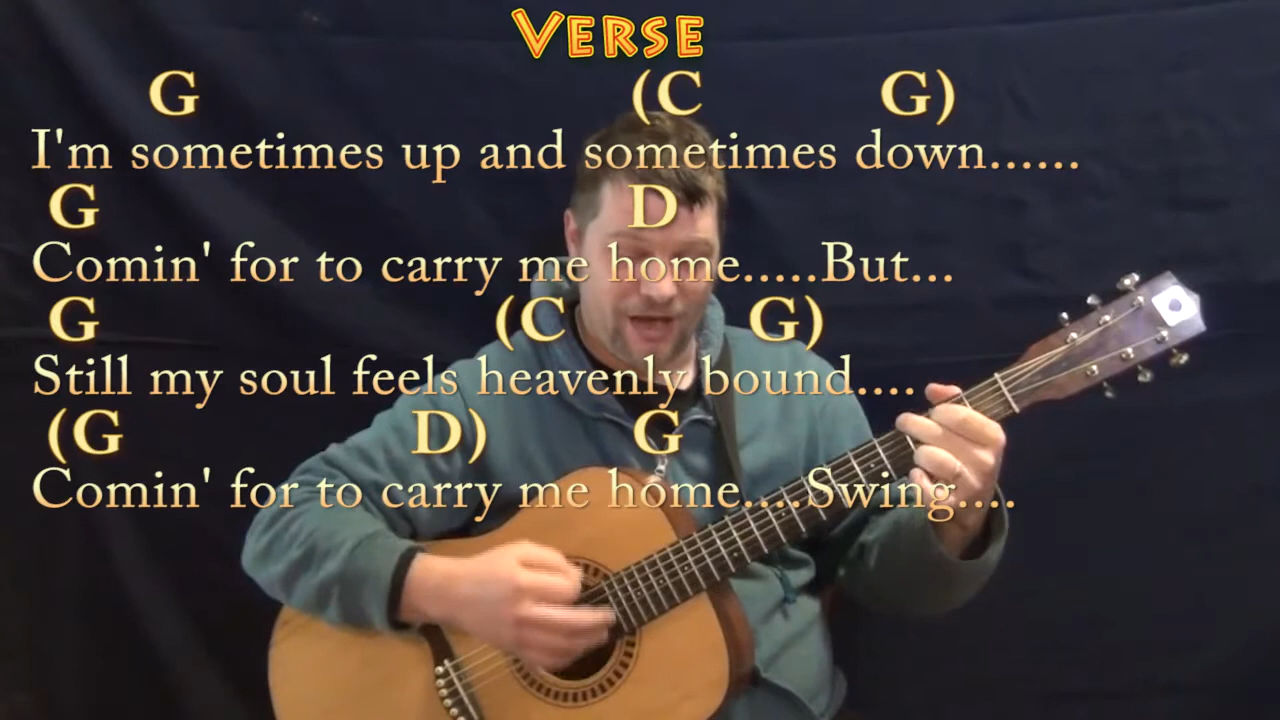 VERSE
G (C G)
I'm sometimes up and sometimes down......
G D
Comin' for to carry me home.....But...
G (C G)
Still my soul feels heavenly bound....
(G D) G
Comin' for to carry me home....Swing....